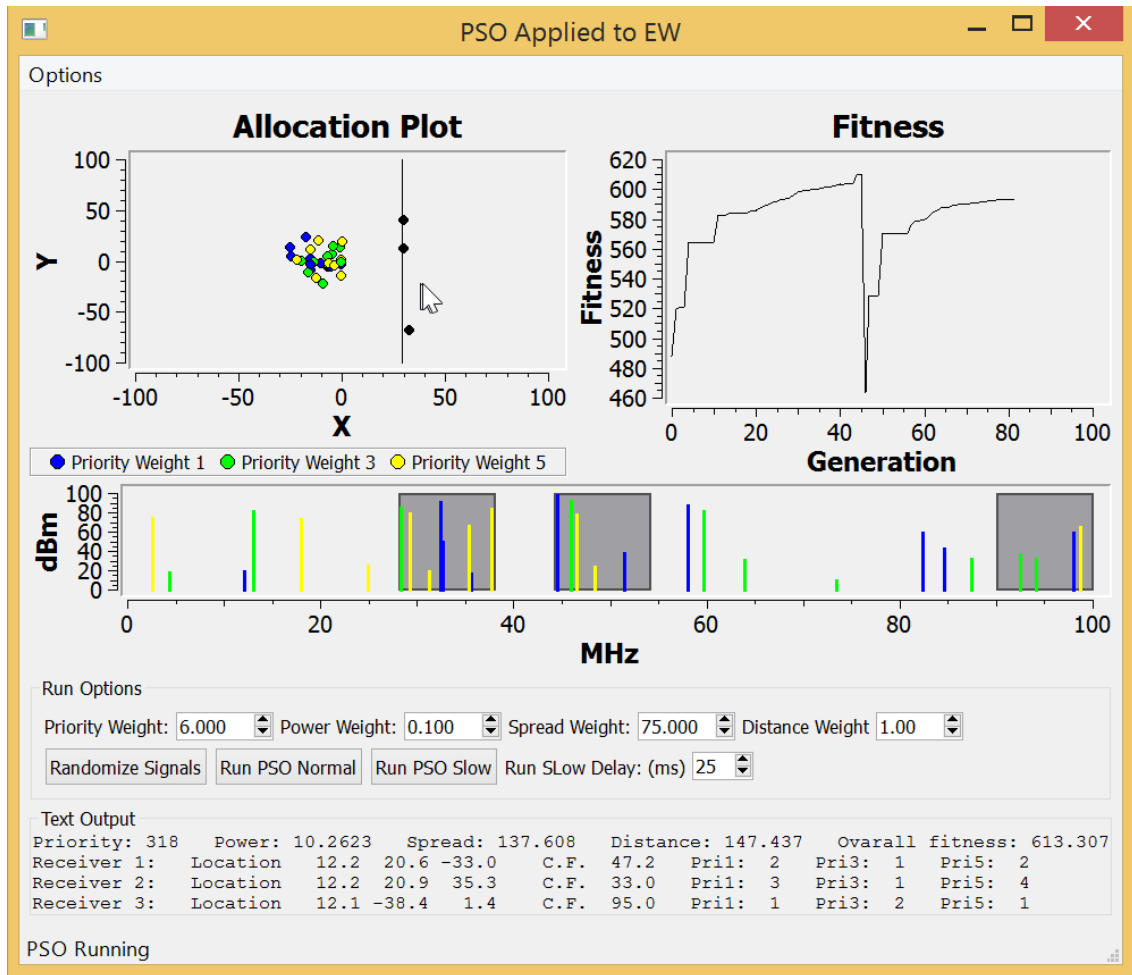 PSO Applied to EW
Options
Allocation Plot
100
50
0
-50
-100
Y
-100 -50 0 50 100
X
Fitness
620
600
580
560
540
520
500
480
460
Fitness
0 20 40 60 80 100
Generation
Priority Weight 1 Priority Weight 3 Priority Weight 5
100
80
60
40
20
0
dBm
0 20 40 60 80 100
MHz
Run Options
Priority Weight: 6.000 Power Weight: 0.100 Spread Weight: 75.000 Distance Weight 1.00
Randomize Signals Run PSO Normal Run PSO Slow Run SLow Delay: (ms) 25
Text Output
Priority: 318 Power: 10.2623 Spread: 137.608 Distance: 147.437 Ovarall fitness: 613.307
Receiver 1: Location 12.2 20.6 -33.0 C.F. 47.2 Pri1: 2 Pri3: 1 Pri5: 2
Receiver 2: Location 12.2 20.9 35.3 C.F. 33.0 Pri1: 3 Pri3: 1 Pri5: 4
Receiver 3: Location 12.1 -38.4 1.4 C.F. 95.0 Pri1: 1 Pri3: 2 Pri5: 1
PSO Running